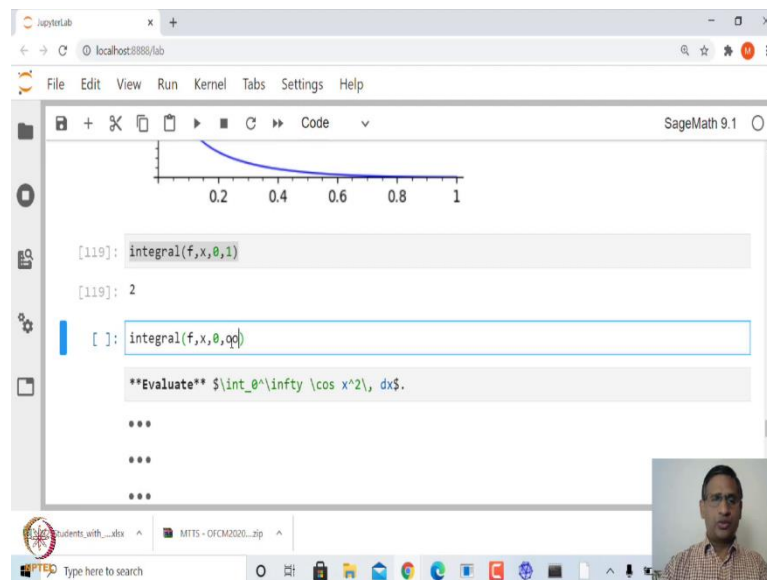 JupyterLab
localhost:8888/lab
File Edit View Run Kernel Tabs Settings Help
Code
SageMath 9.1
0.2 0.4 0.6 0.8 1
[119]: integral(f,x,0,1)
[119]: 2
[ ]: integral(f,x,0,oo)
**Evaluate** $\int_0^\infty \cos x^2\, dx$.
•••
•••
•••
MTTS - OFCM2020....zip
Type here to search